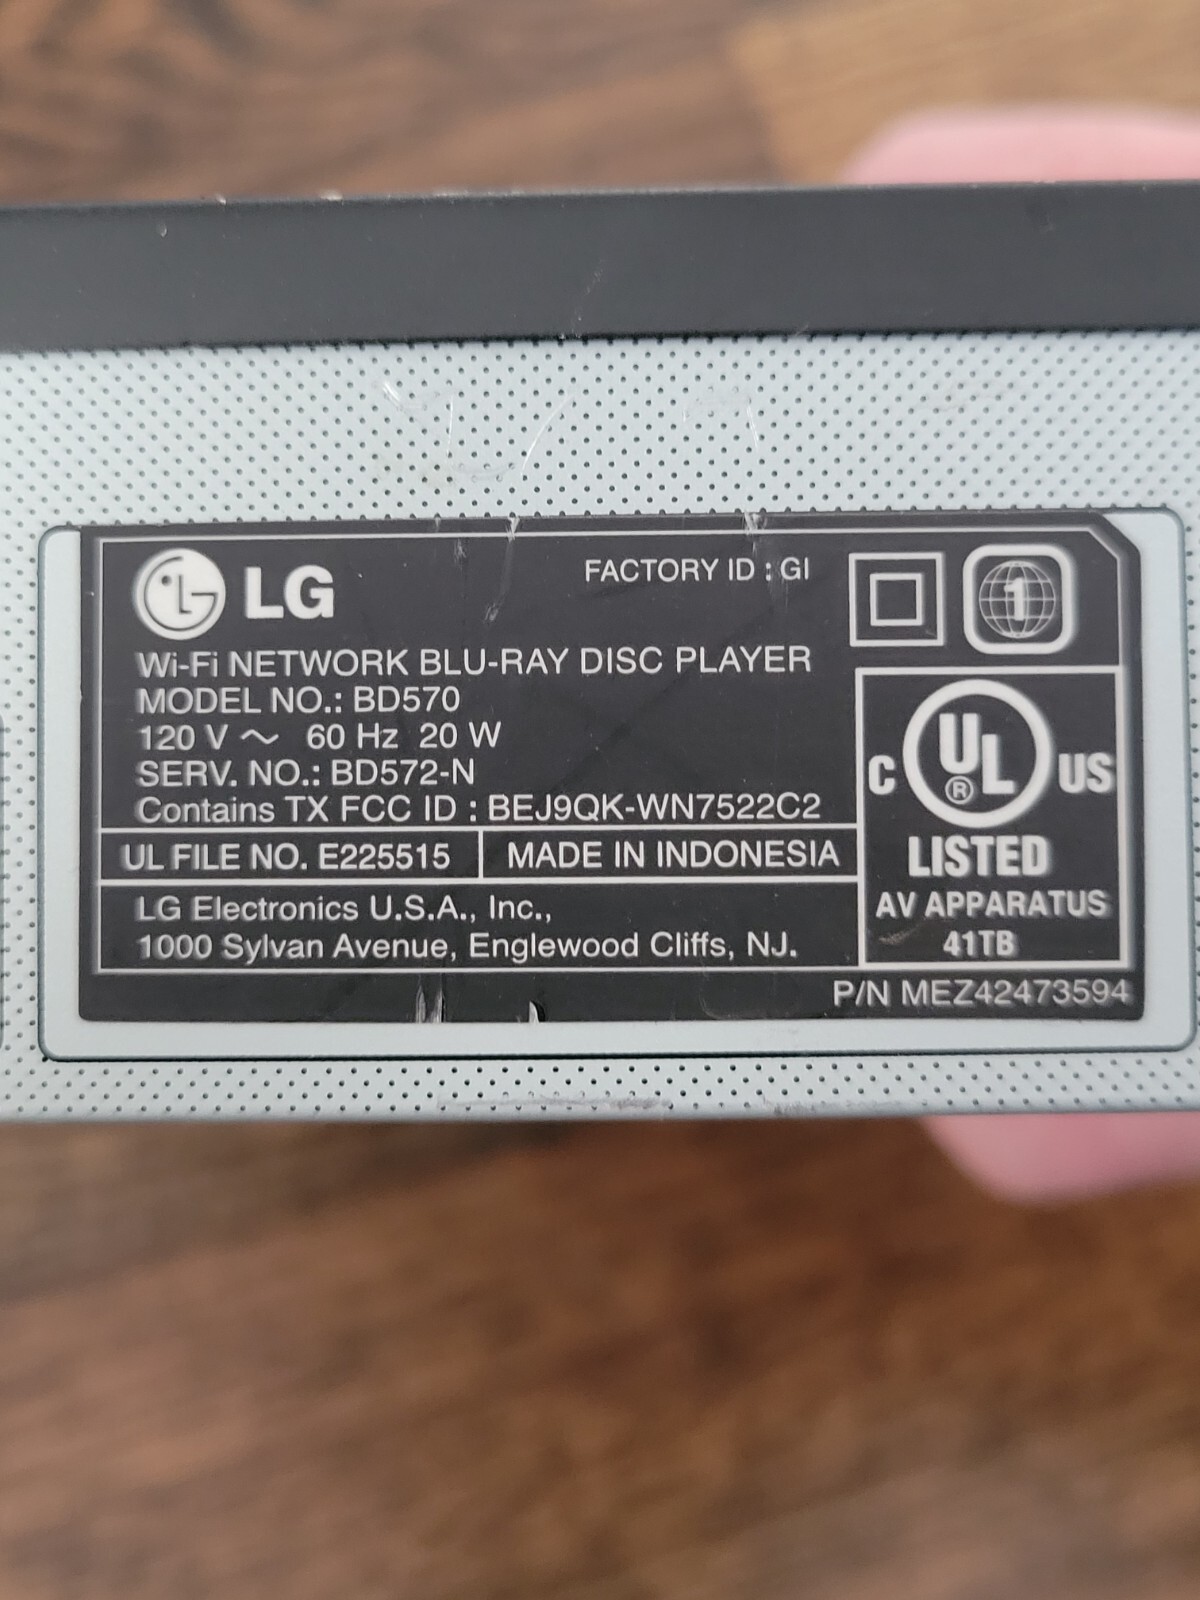 LG
FACTORY ID : GI
1
Wi-Fi NETWORK BLU-RAY DISC PLAYER
MODEL NO.: BD570
120 V ~ 60 Hz 20 W
SERV. NO.: BD572-N
Contains TX FCC ID : BEJ9QK-WN7522C2
UL FILE NO. E225515
MADE IN INDONESIA
LG Electronics U.S.A., Inc.,
1000 Sylvan Avenue, Englewood Cliffs, NJ.
C UL ® US
LISTED
AV APPARATUS
41TB
P/N MEZ42473594